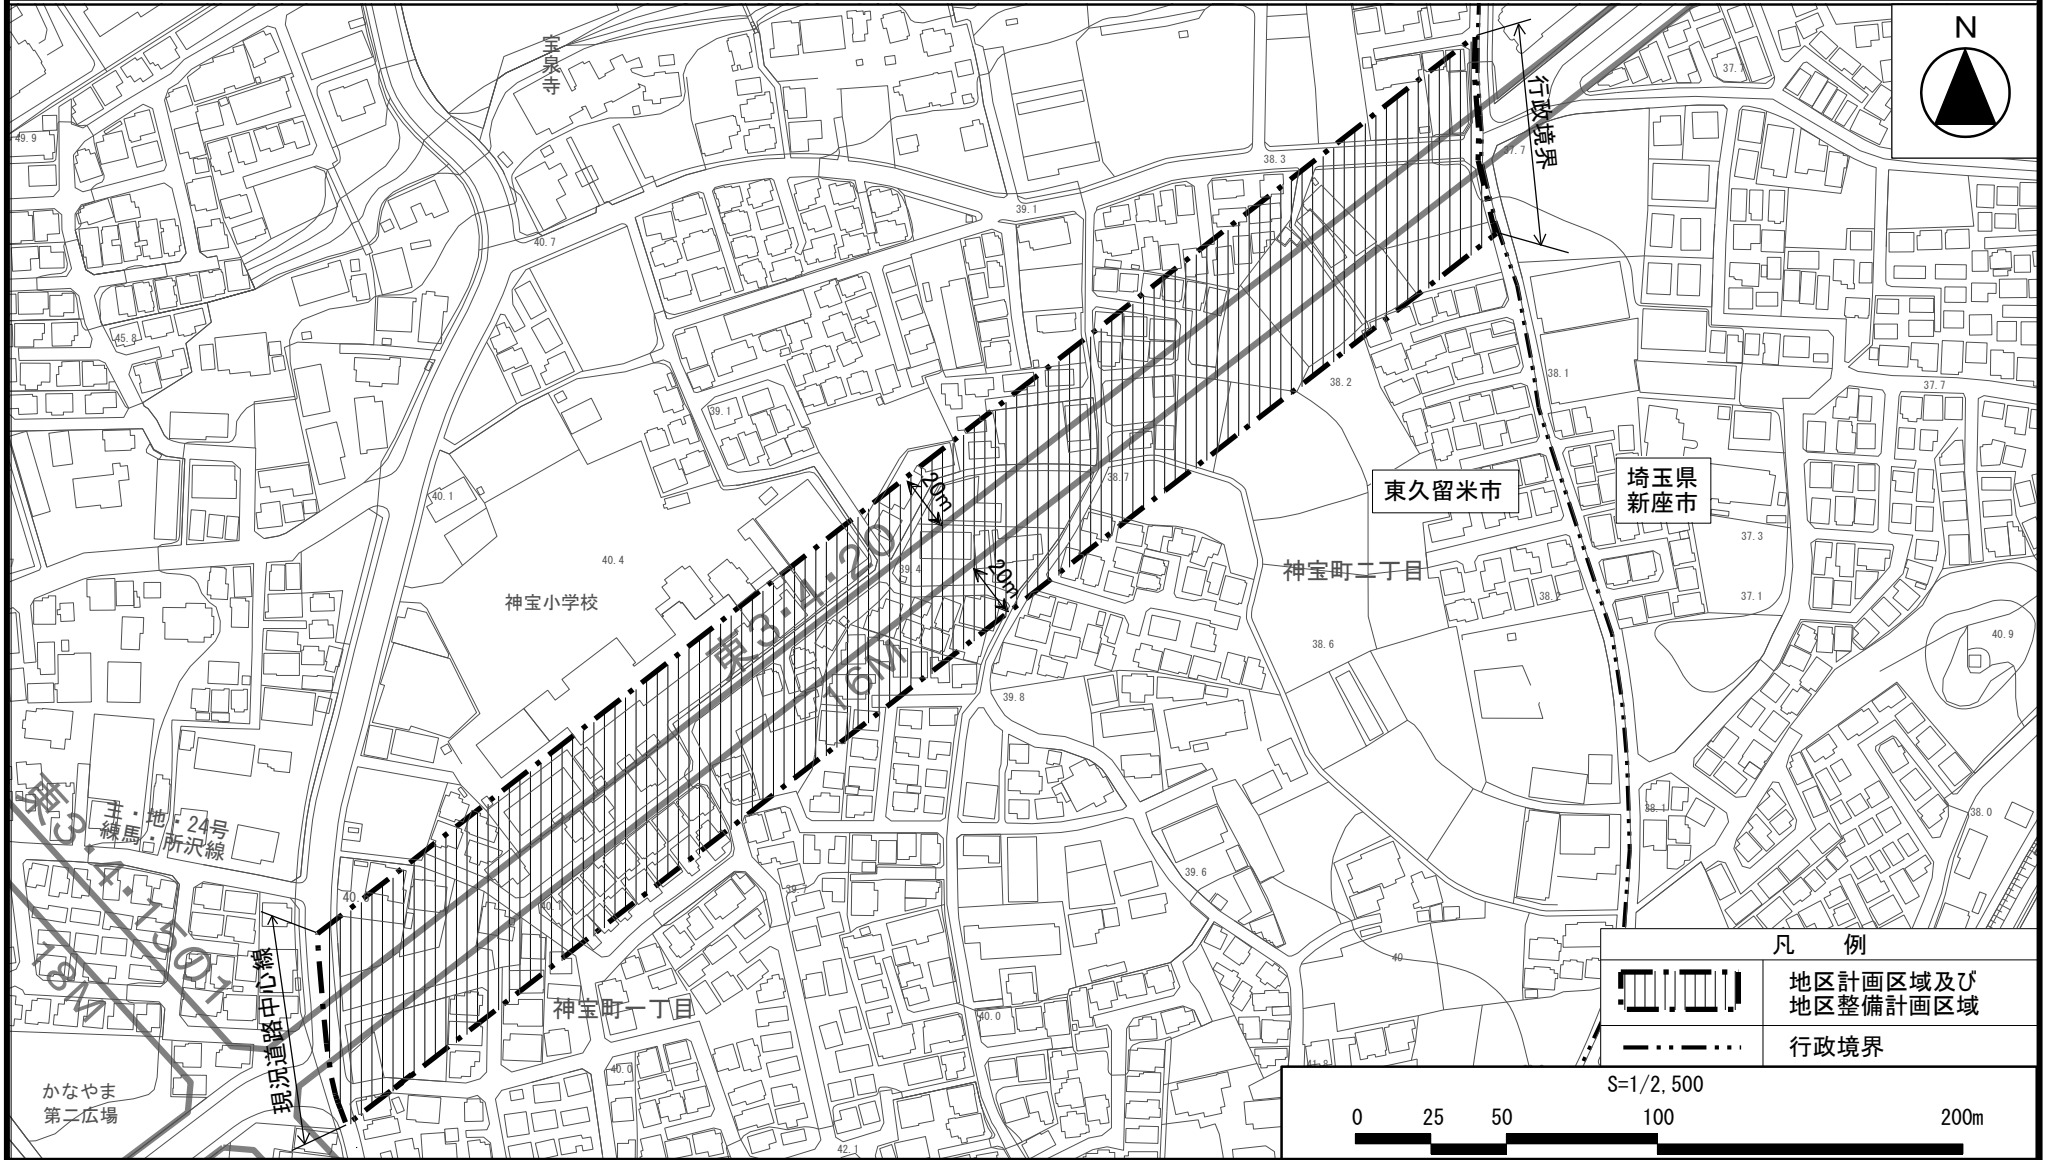 宝泉寺
N
行政境界
37.7
49.9
37.7
38.3
39.1
40.7
45.8
38.2
38.1
37.7
39.1
40.1
20m
38.7
東久留米市
埼玉県
新座市
37.3
東3・4・20
39.4
20m
40.4
神宝小学校
神宝町二丁目
38.2
37.1
40.9
38.6
16M
39.8
東3・4・15の1
主・地・24号
練馬・所沢線
38.1
38.0
39.6
18M
現況道路中心線
神宝町一丁目
40
40.0
40.0
かなやま
第二広場
42.1
凡 例
地区計画区域及び
地区整備計画区域
行政境界
S=1/2,500
0 25 50 100 200m